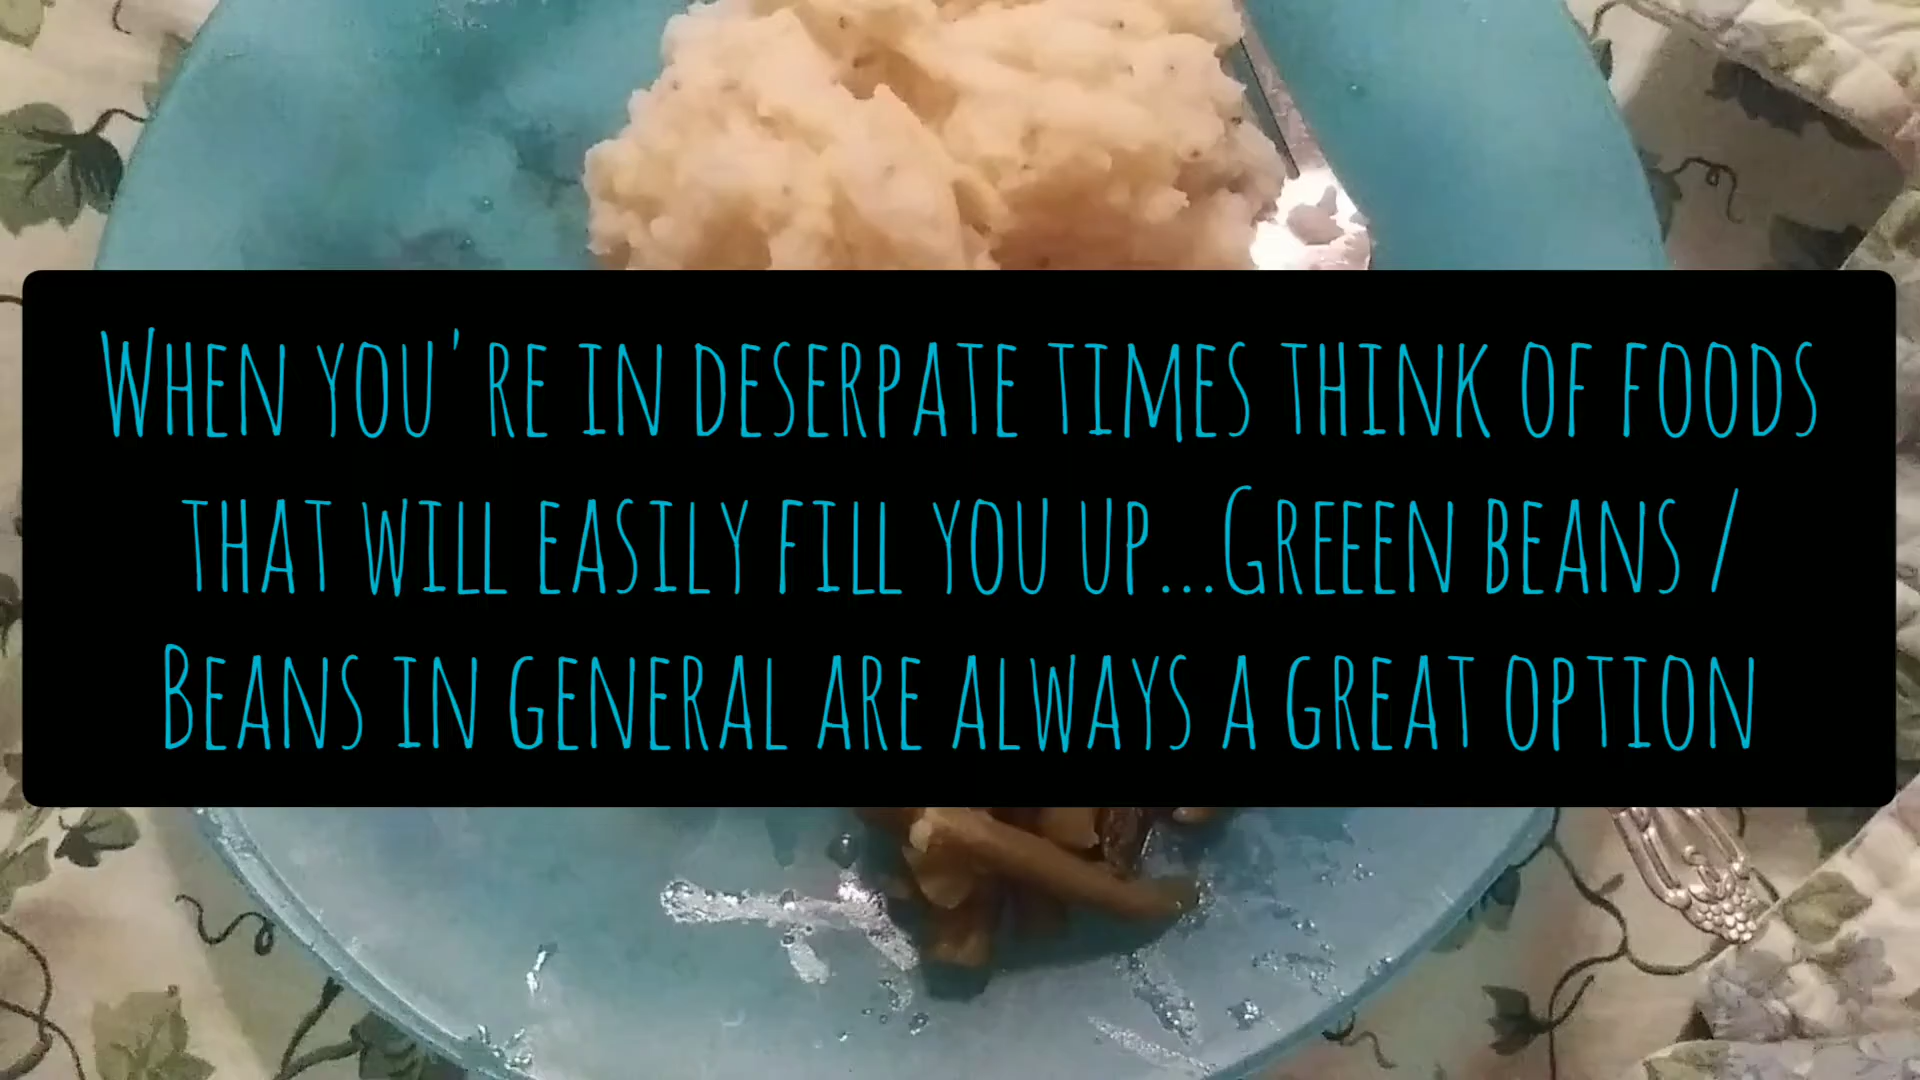 When you're in deserpate times think of foods
that will easily fill you up...Greeen beans /
Beans in general are always a great option